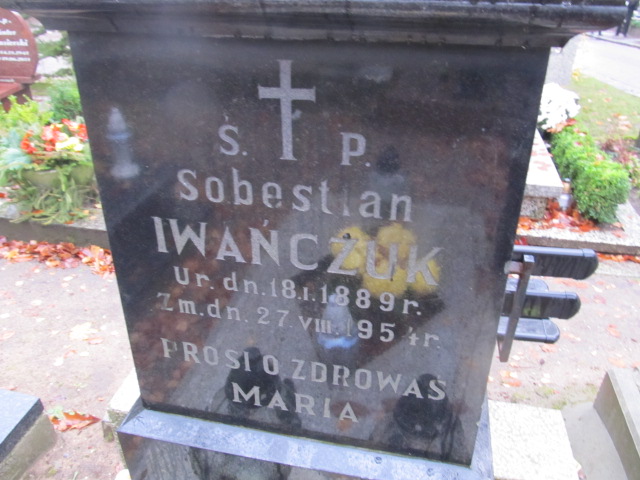 Ś. P.
Sobestian
IWAŃCZUK
Ur. dn. 18.I.1889 r.
Zm. dn. 27.VIII.1954 r.
PROSI O ZDROWAŚ
MARIA